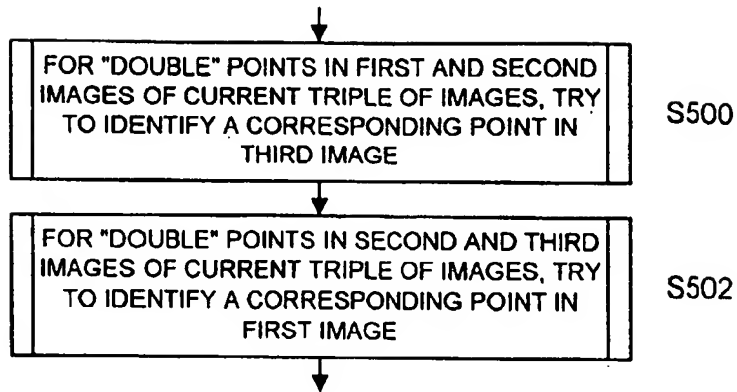 FOR "DOUBLE" POINTS IN FIRST AND SECOND
IMAGES OF CURRENT TRIPLE OF IMAGES, TRY
TO IDENTIFY A CORRESPONDING POINT IN
THIRD IMAGE
S500
FOR "DOUBLE" POINTS IN SECOND AND THIRD
IMAGES OF CURRENT TRIPLE OF IMAGES, TRY
TO IDENTIFY A CORRESPONDING POINT IN
FIRST IMAGE
S502